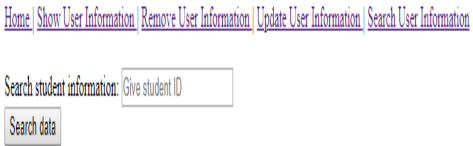 Home | Show User Information | Remove User Information | Update User Information | Search User Information
Search student information: Give student ID
Search data